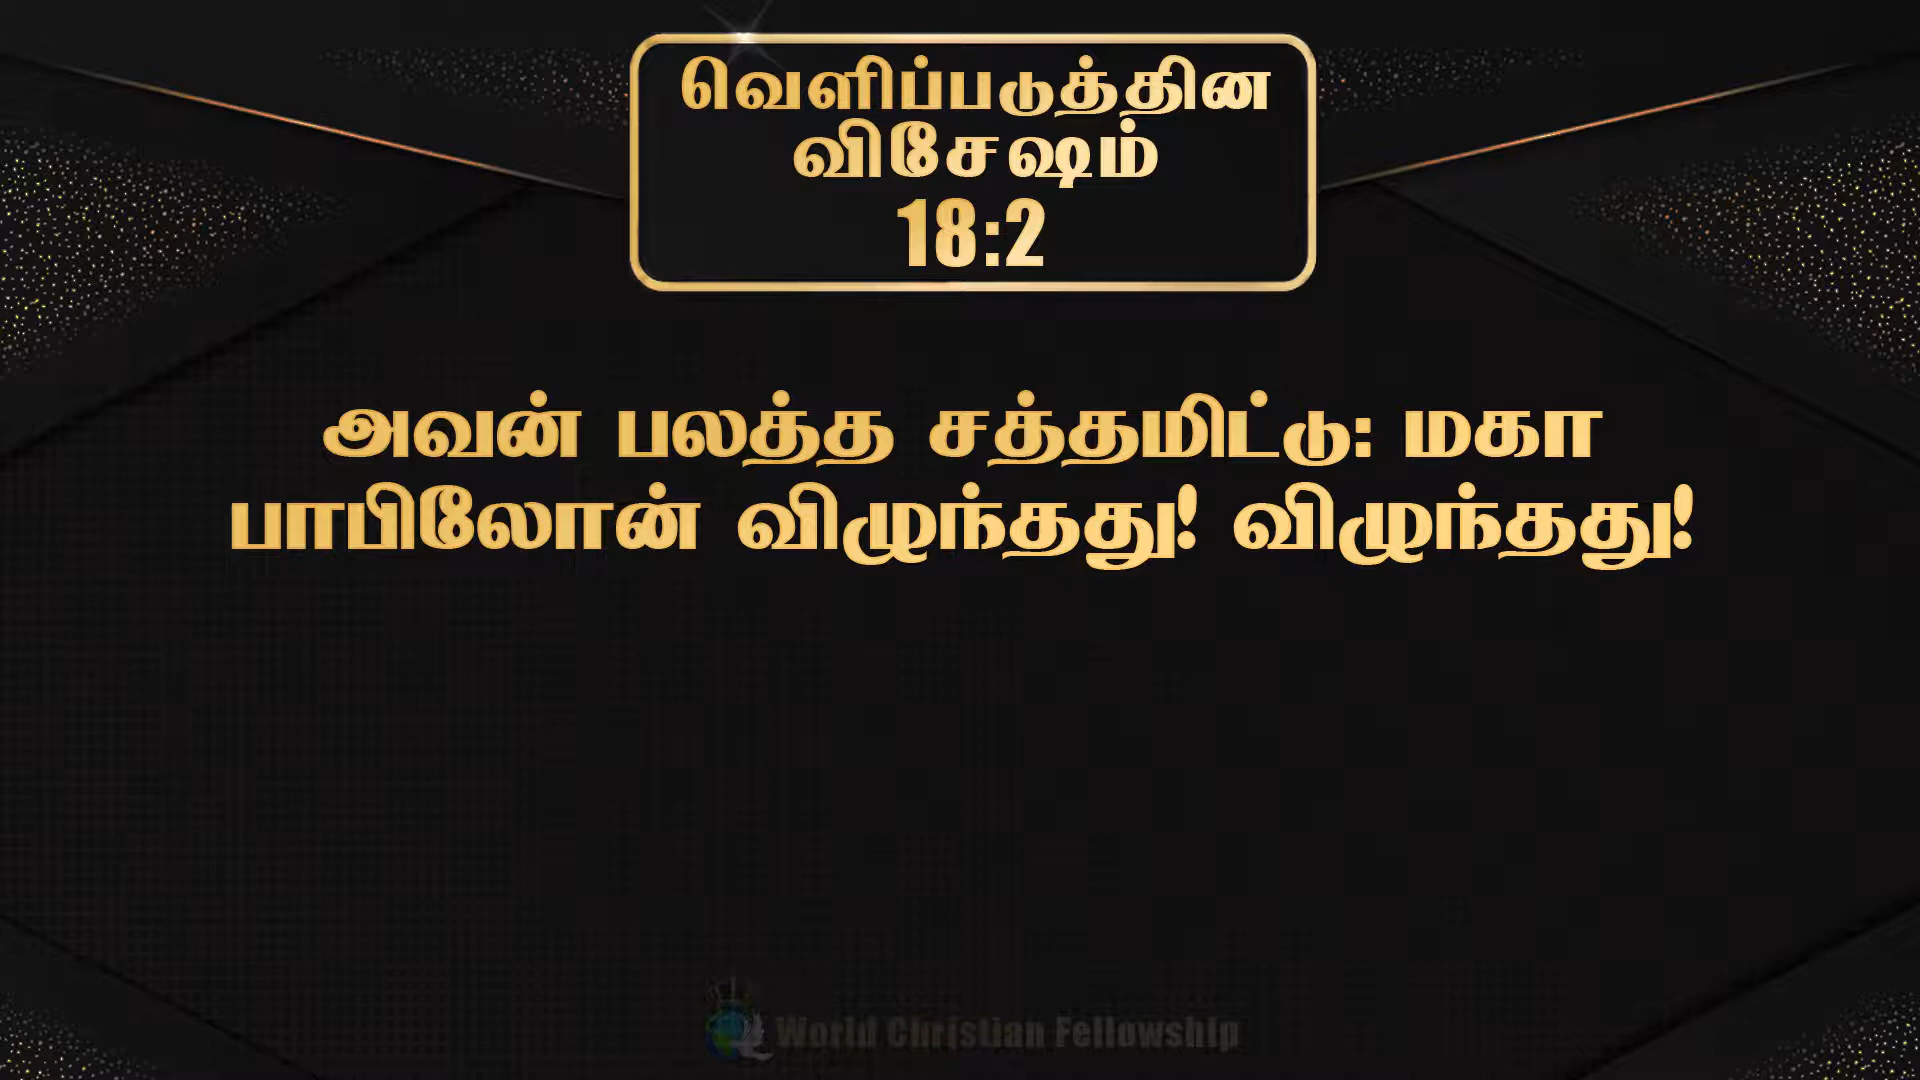 வெளிப்படுத்தின
விசேஷம்
18:2
அவன் பலத்த சத்தமிட்டு: மகா
பாபிலோன் விழுந்தது! விழுந்தது!
World Christian Fellowship